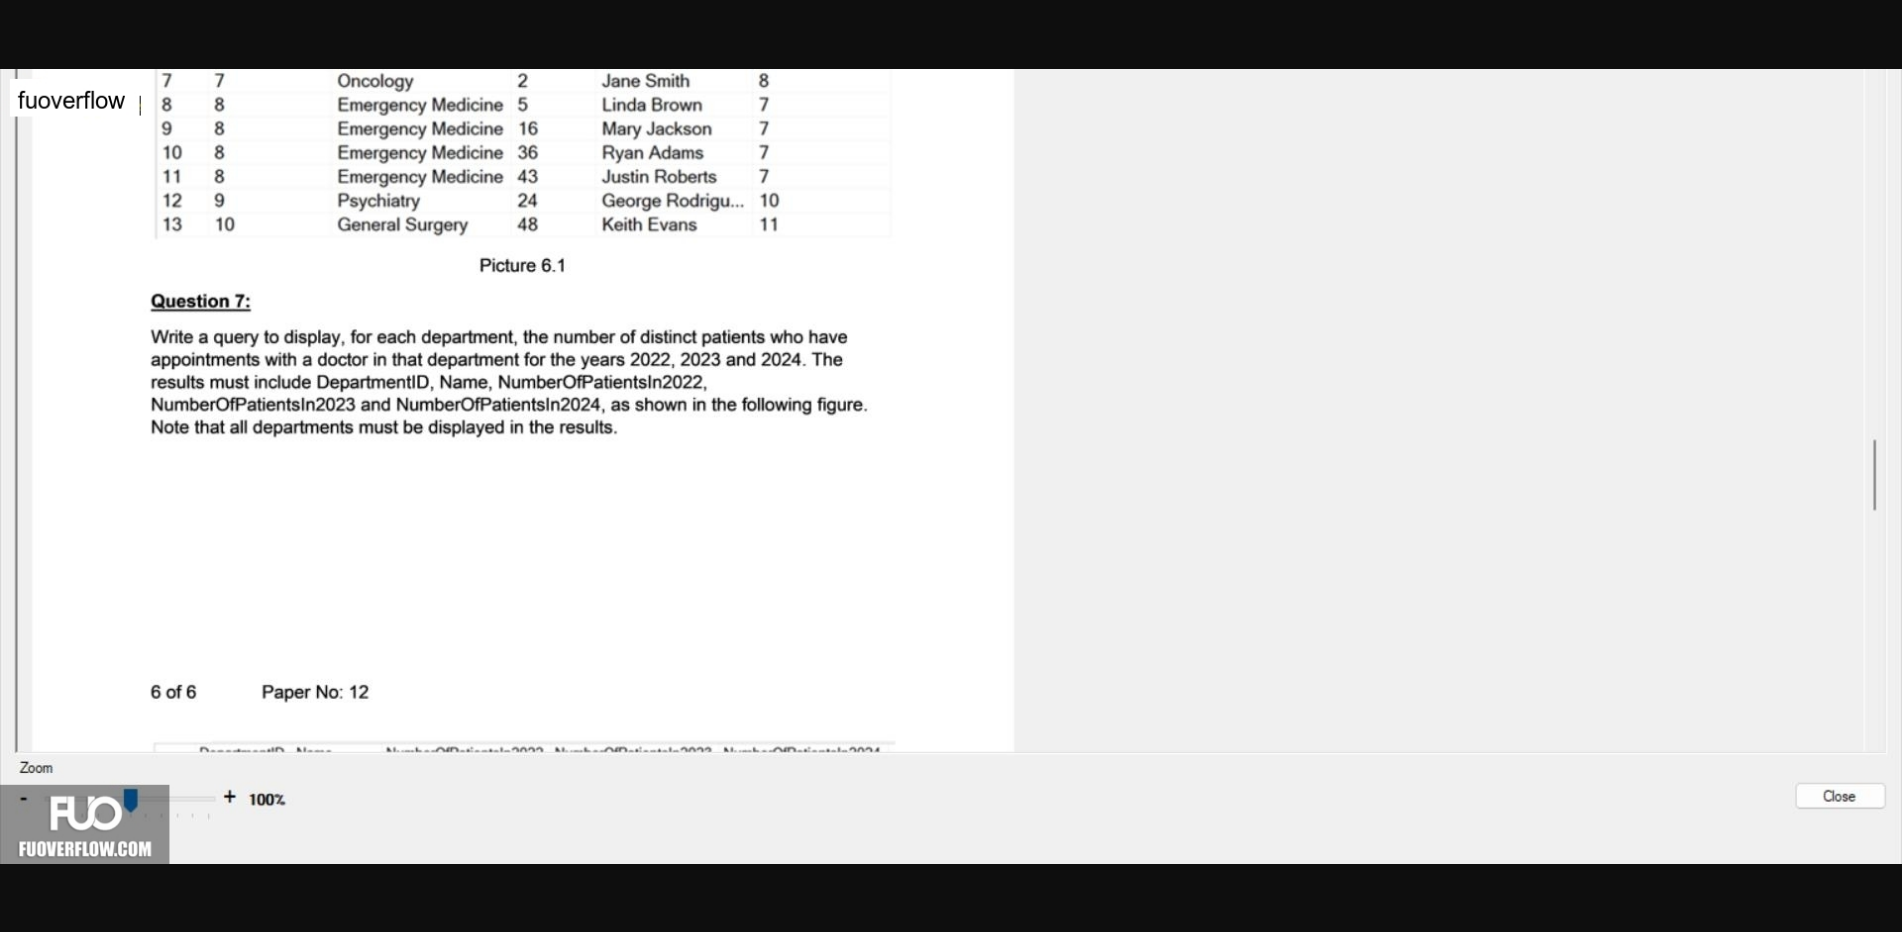 fuoverflow
7 7 Oncology 2 Jane Smith 8
8 8 Emergency Medicine 5 Linda Brown 7
9 8 Emergency Medicine 16 Mary Jackson 7
10 8 Emergency Medicine 36 Ryan Adams 7
11 8 Emergency Medicine 43 Justin Roberts 7
12 9 Psychiatry 24 George Rodrigu... 10
13 10 General Surgery 48 Keith Evans 11
Picture 6.1
Question 7:
Write a query to display, for each department, the number of distinct patients who have
appointments with a doctor in that department for the years 2022, 2023 and 2024. The
results must include DepartmentID, Name, NumberOfPatientsIn2022,
NumberOfPatientsIn2023 and NumberOfPatientsIn2024, as shown in the following figure.
Note that all departments must be displayed in the results.
6 of 6 Paper No: 12
DepartmentID Name NumberOfPatientsIn2022 NumberOfPatientsIn2023 NumberOfPatientsIn2024
Zoom
- + 100%
Close
FUO
FUOVERFLOW.COM